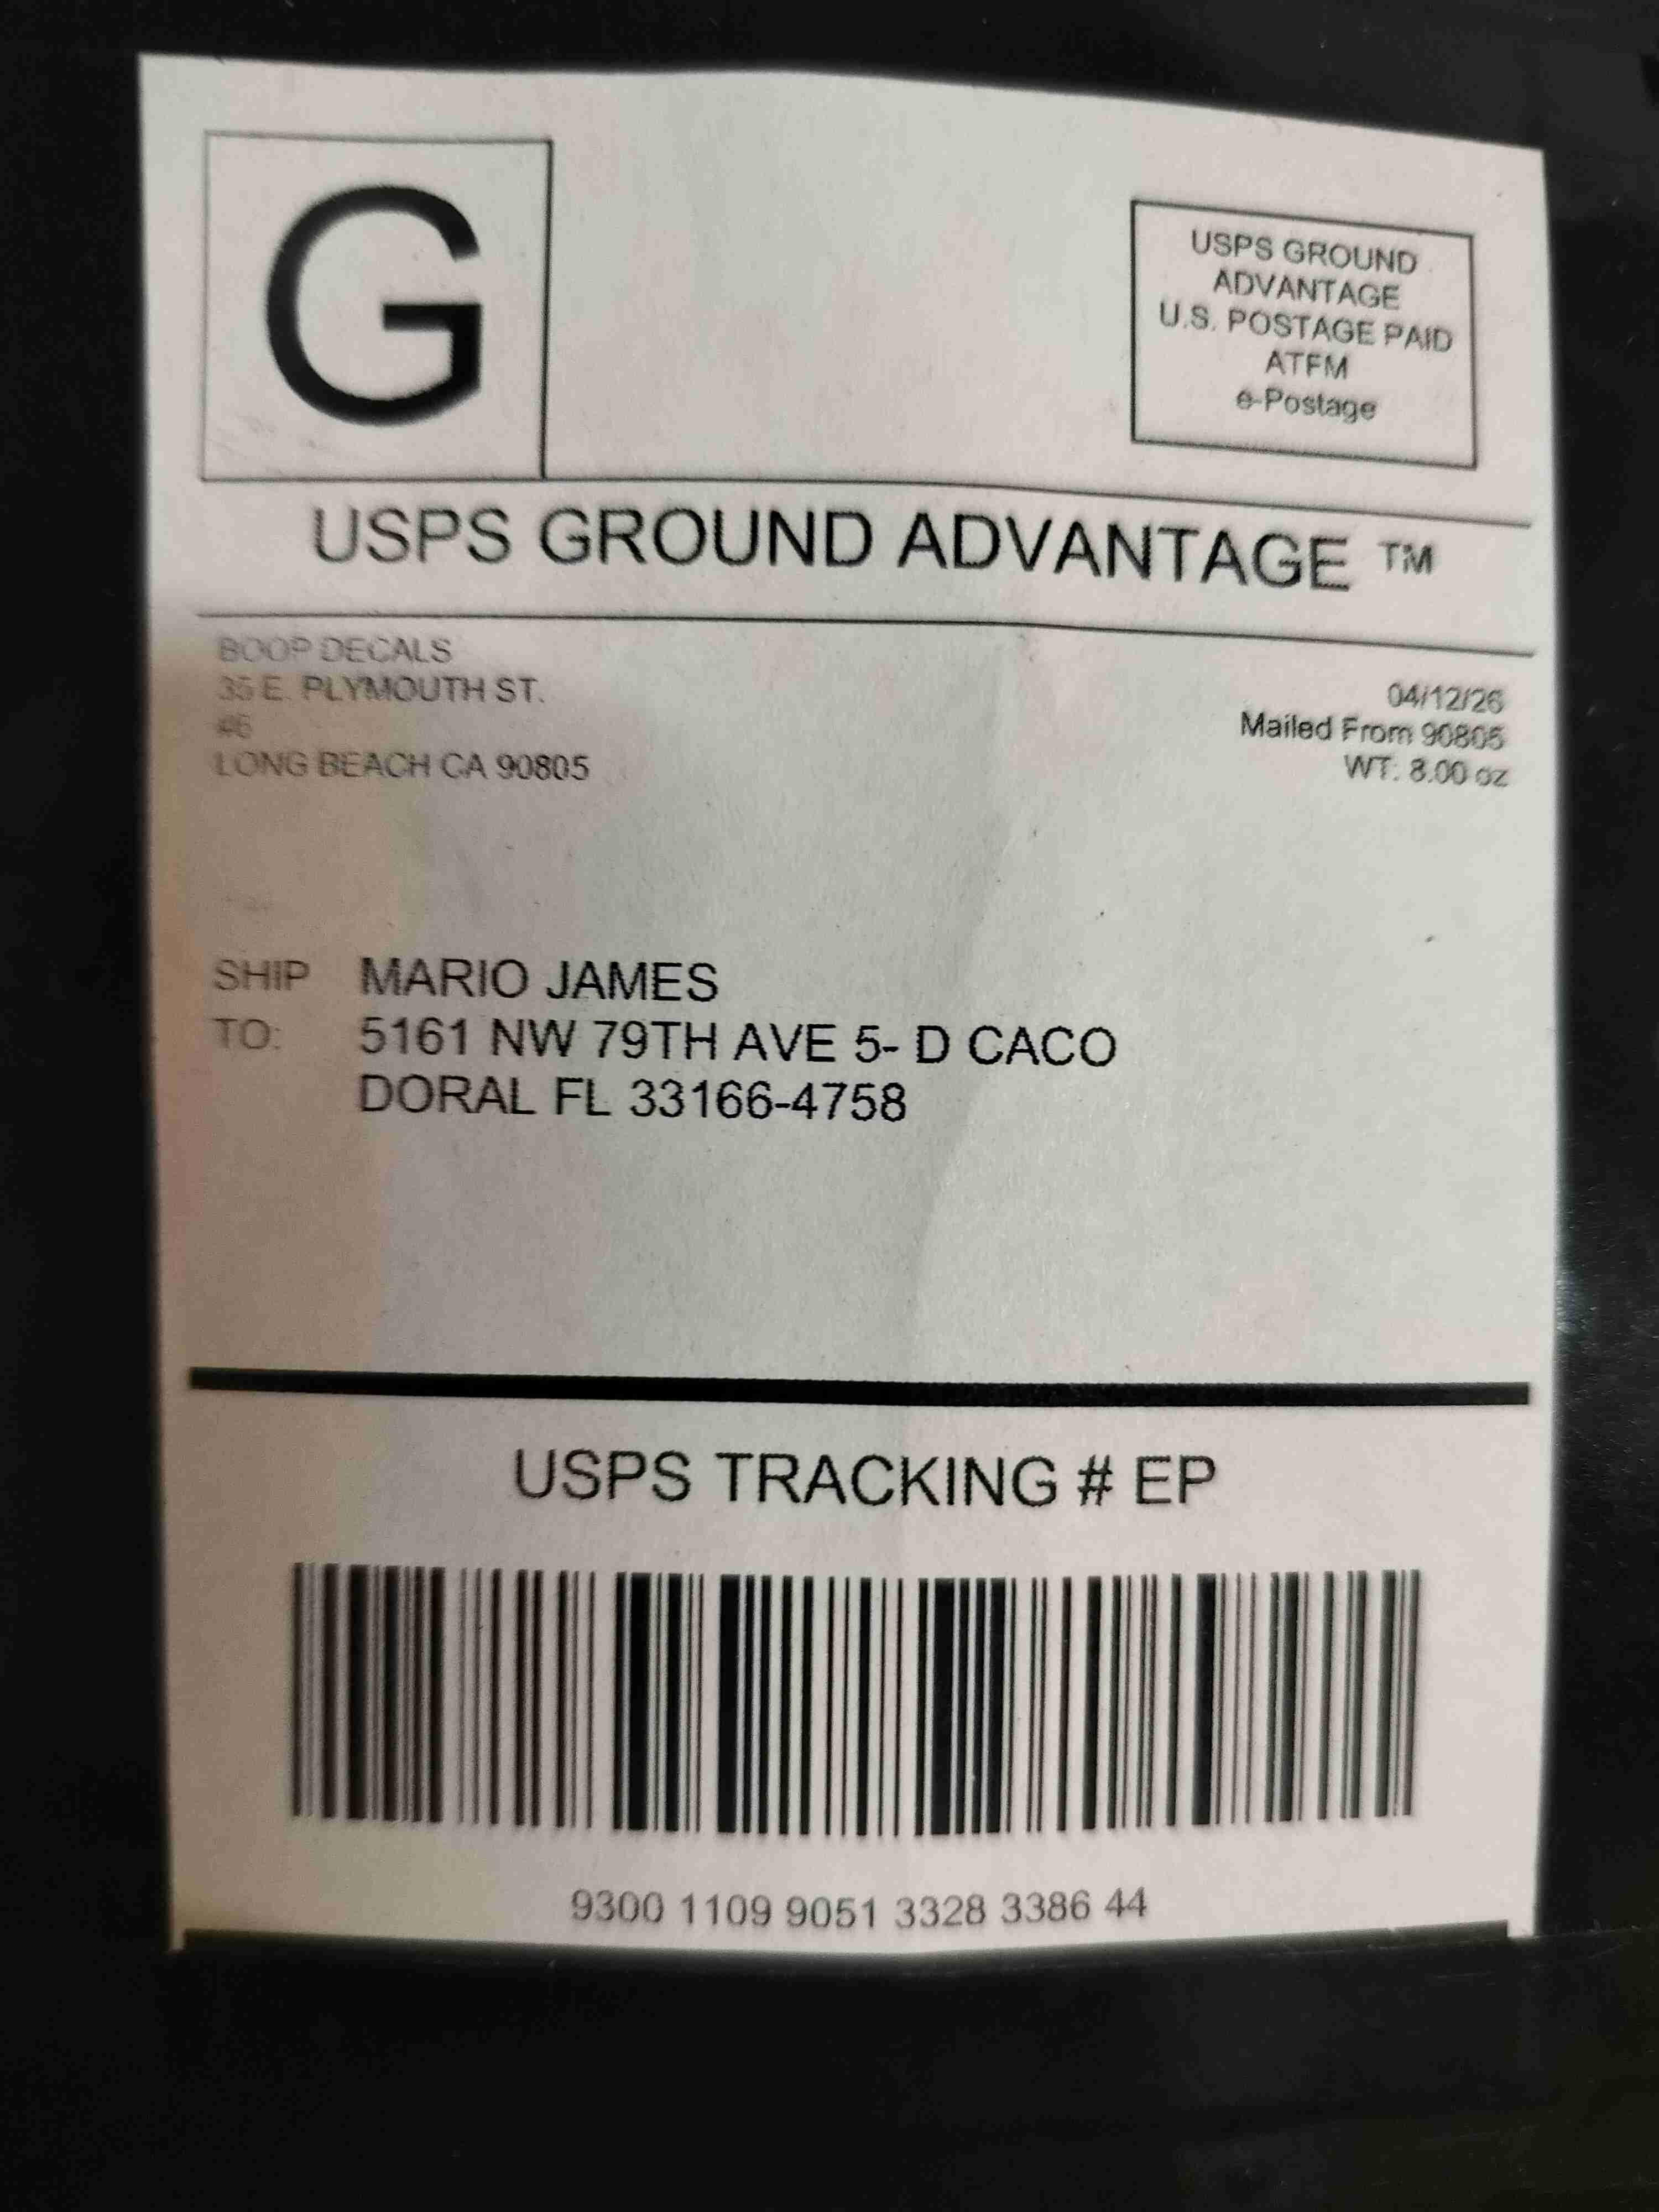 G
USPS GROUND
ADVANTAGE
U.S. POSTAGE PAID
ATFM
e-Postage
USPS GROUND ADVANTAGE ™
BOOP DECALS
35 E. PLYMOUTH ST.
#6
LONG BEACH CA 90805
04/12/26
Mailed From 90805
WT: 8.00 oz
SHIP TO:
MARIO JAMES
5161 NW 79TH AVE 5- D CACO
DORAL FL 33166-4758
USPS TRACKING # EP
9300 1109 9051 3328 3386 44